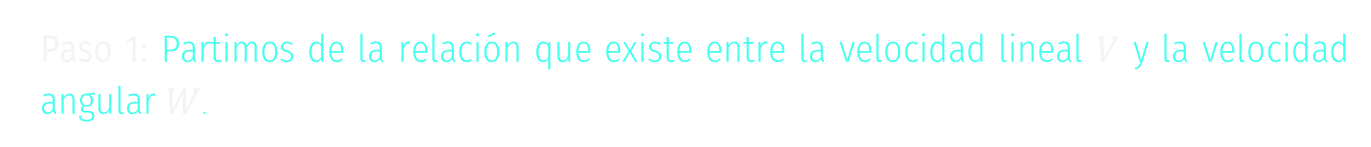 Paso 1: Partimos de la relación que existe entre la velocidad lineal V y la velocidad
angular W.